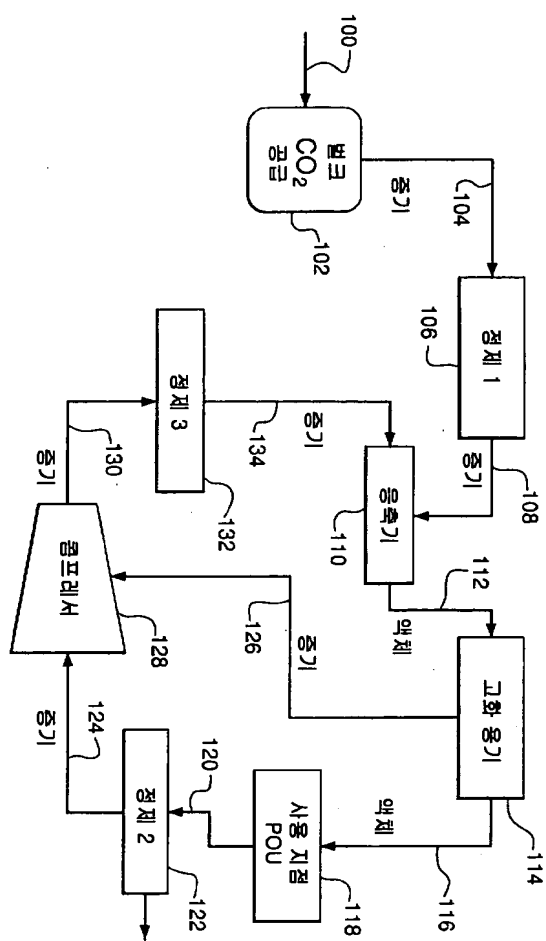 100
벌크
CO₂
공급
102
증기
104
정제 1
106
증기
108
응축기
110
112
액체
고화 용기
114
액체
116
사용 지점
POU
118
120
정제 2
122
증기
124
증기
126
콤프레서
128
증기
130
정제 3
132
증기
134